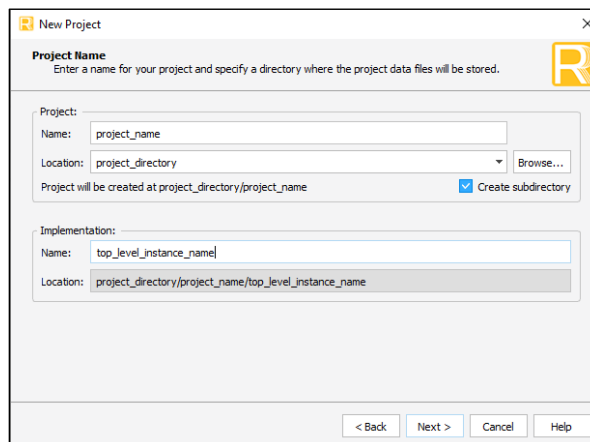 New Project
Project Name
Enter a name for your project and specify a directory where the project data files will be stored.
Project:
Name: project_name
Location: project_directory Browse...
Project will be created at project_directory/project_name Create subdirectory
Implementation:
Name: top_level_instance_name
Location: project_directory/project_name/top_level_instance_name
< Back Next > Cancel Help